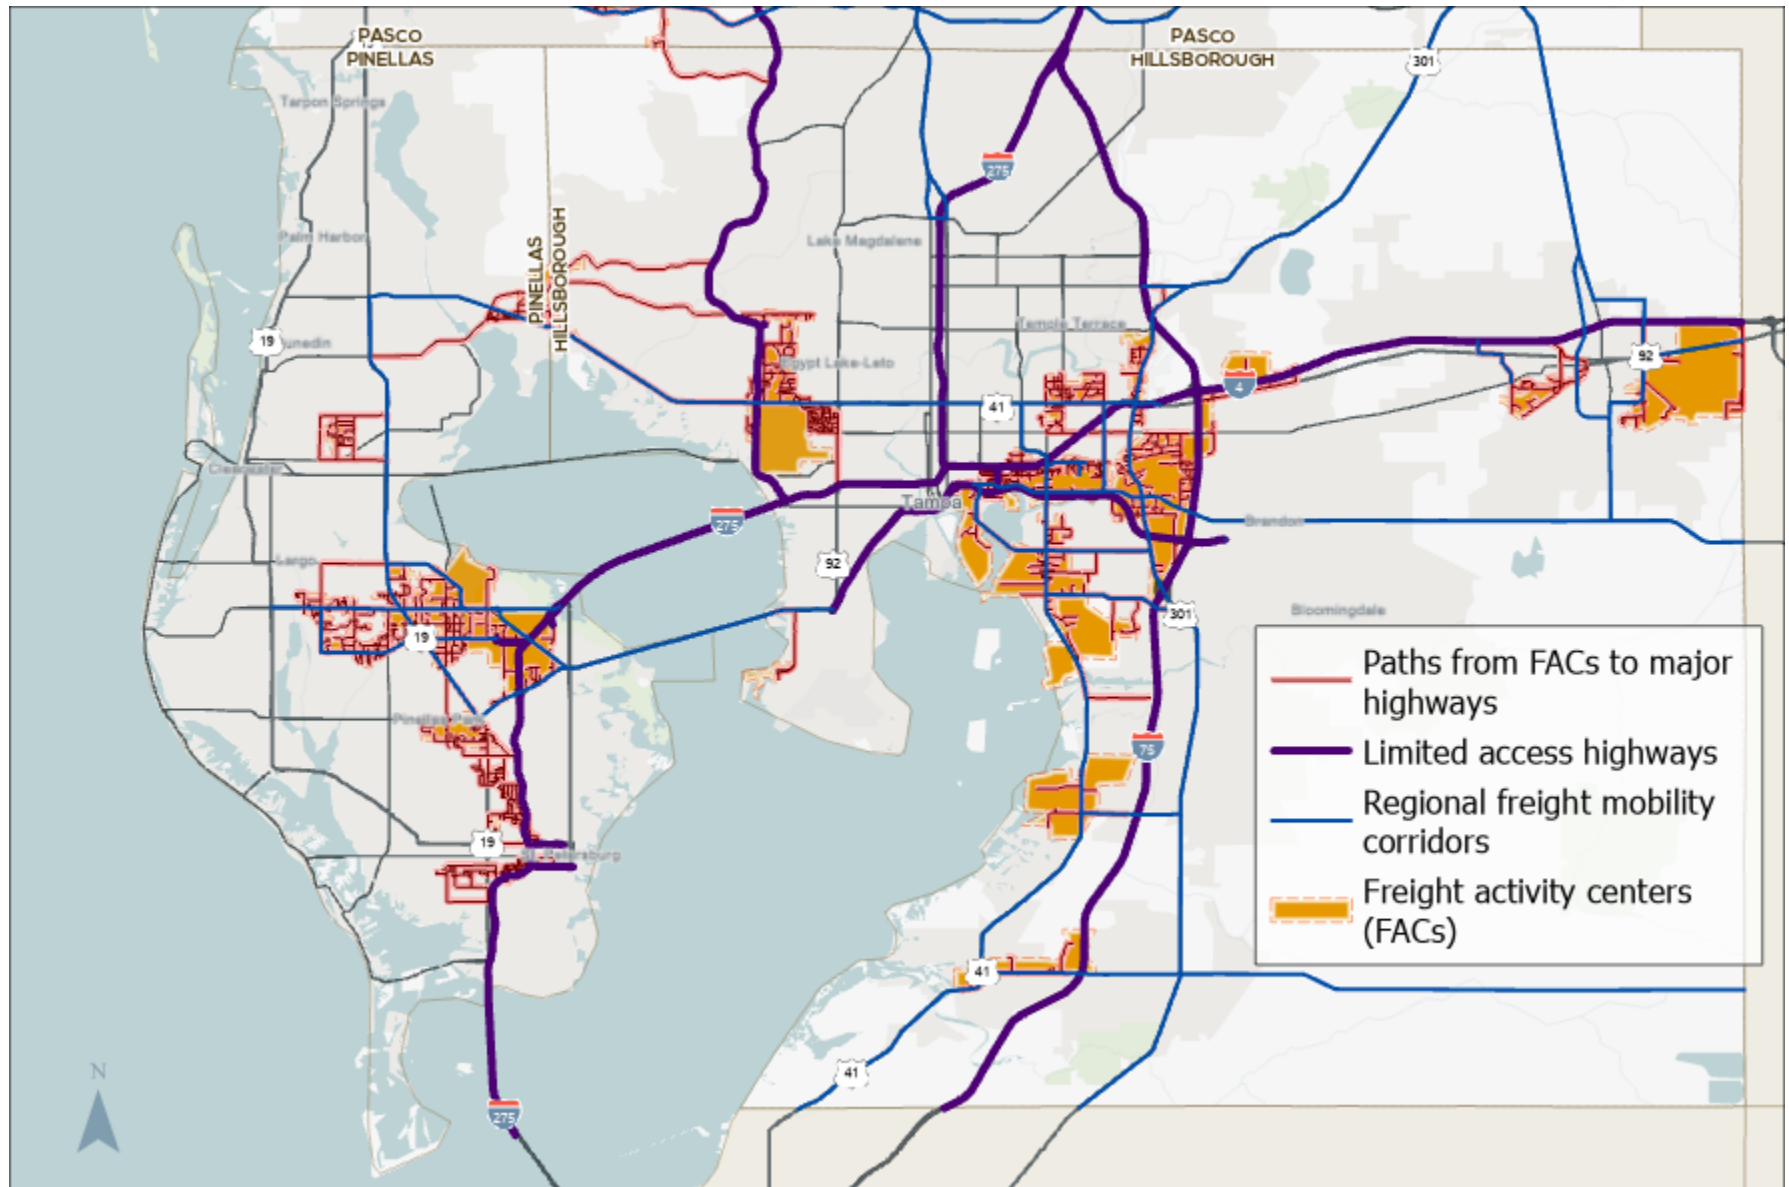 PASCO
PINELLAS
PASCO
HILLSBOROUGH
301
Tarpon Springs
275
Palm Harbor
PINELLAS
HILLSBOROUGH
Lake Magdalene
Temple Terrace
19
unedin
Egypt Lake-Leto
92
4
41
Clearwater
Tampa
275
Brandon
Largo
92
19
301
Bloomingdale
Pinellas Park
75
19
St. Petersburg
41
41
275
N
Paths from FACs to major
highways
Limited access highways
Regional freight mobility
corridors
Freight activity centers
(FACs)